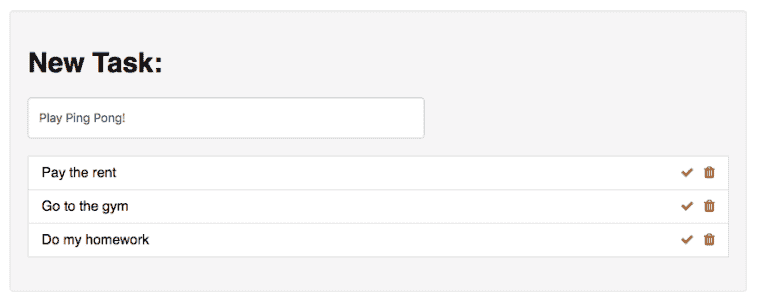 New Task:
Play Ping Pong!
Pay the rent
Go to the gym
Do my homework